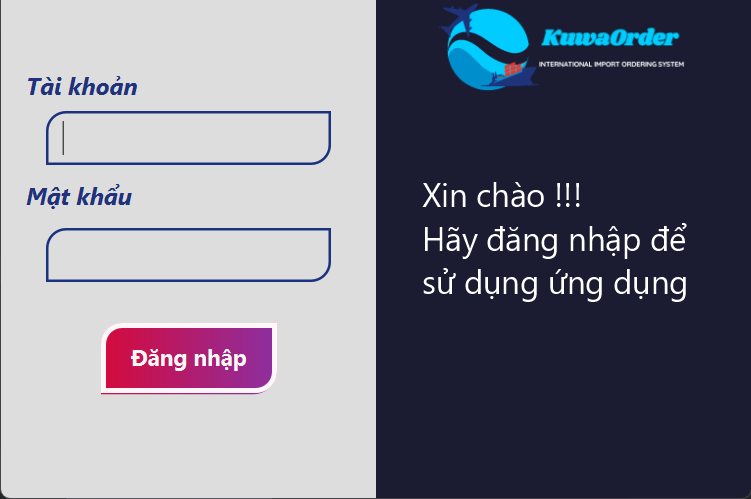 Tài khoản
Mật khẩu
Đăng nhập
KuwaOrder
INTERNATIONAL IMPORT ORDERING SYSTEM
Xin chào !!!
Hãy đăng nhập để
sử dụng ứng dụng